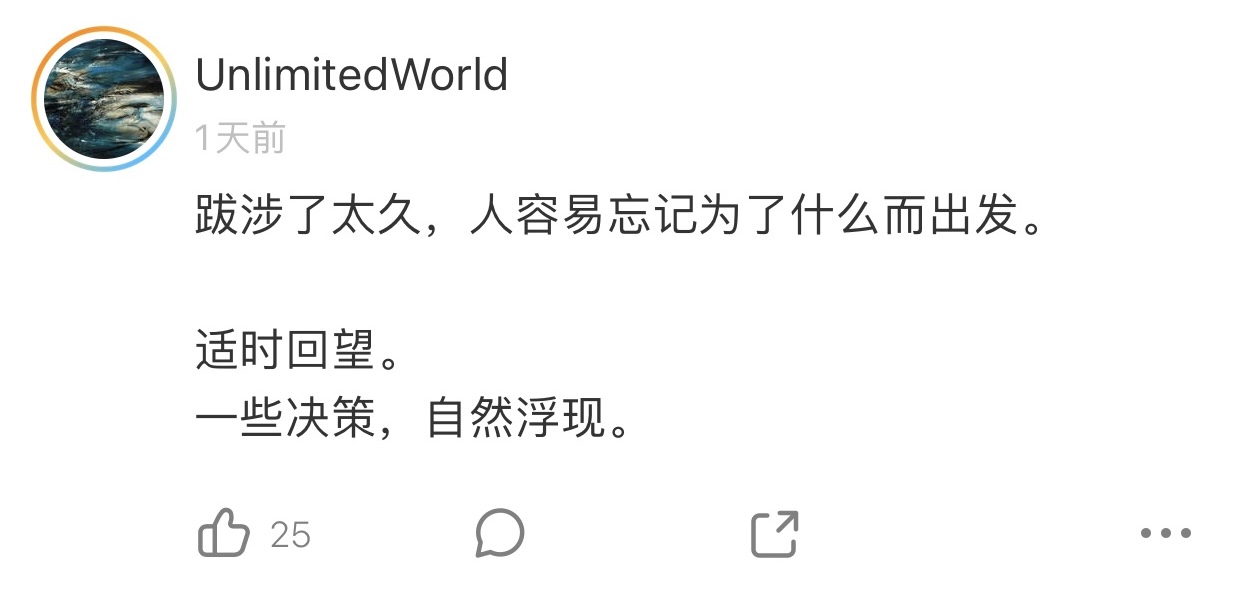 UnlimitedWorld
1天前
跋涉了太久，人容易忘记为了什么而出发。
适时回望。
一些决策，自然浮现。
25